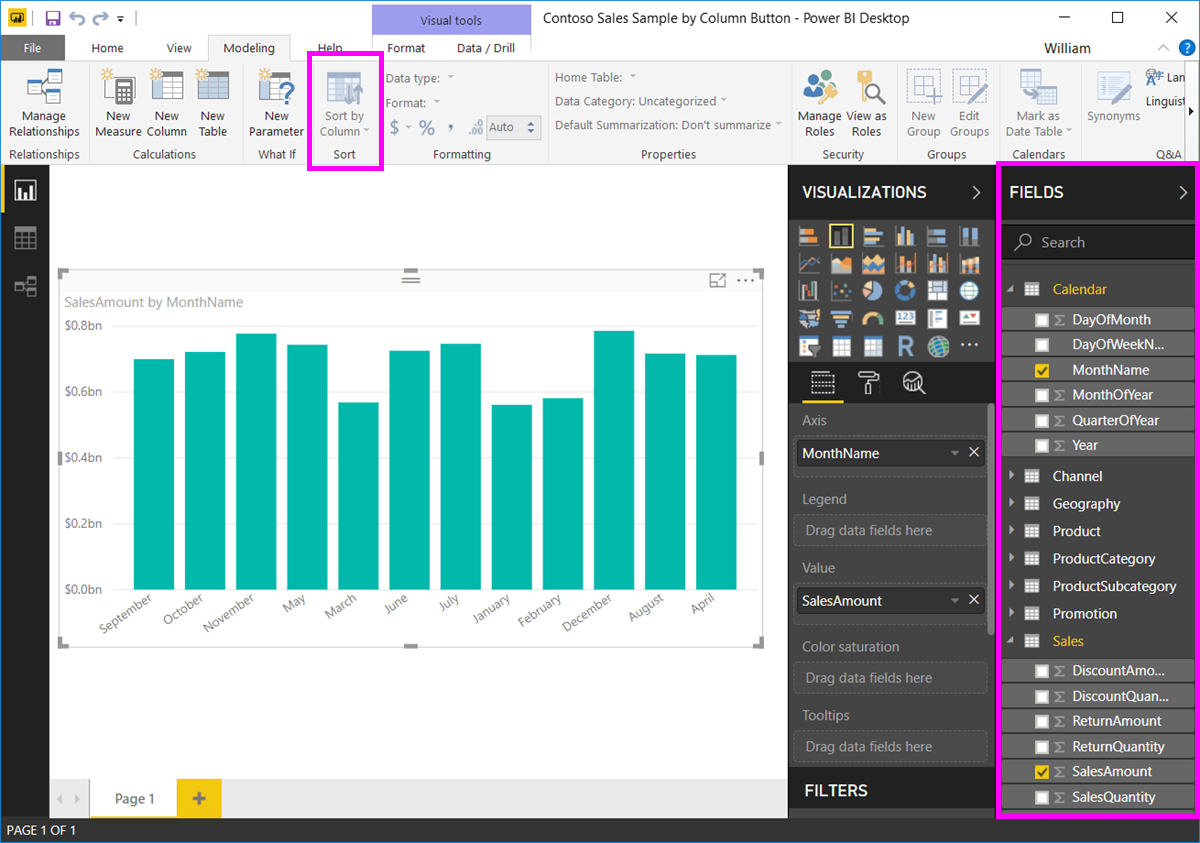 Visual tools
Contoso Sales Sample by Column Button - Power BI Desktop
File
Home
View
Modeling
Help
Format
Data / Drill
William
?
Manage
Relationships
Relationships
New
Measure
New
Column
New
Table
Calculations
New
Parameter
What If
Sort by
Column
Sort
Data type:
Format:
$
%
,
.00
Auto
Formatting
Home Table:
Data Category: Uncategorized
Default Summarization: Don't summarize
Properties
Manage
Roles
View as
Roles
Security
New
Group
Edit
Groups
Groups
Mark as
Date Table
Calendars
Synonyms
Lan
Linguist
Q&A
SalesAmount by MonthName
$0.8bn
$0.6bn
$0.4bn
$0.2bn
$0.0bn
September
October
November
May
March
June
July
January
February
December
August
April
VISUALIZATIONS
123
R
Axis
MonthName
Legend
Drag data fields here
Value
SalesAmount
Color saturation
Drag data fields here
Tooltips
Drag data fields here
FILTERS
FIELDS
Search
Calendar
Σ DayOfMonth
DayOfWeekN...
MonthName
Σ MonthOfYear
Σ QuarterOfYear
Σ Year
Channel
Geography
Product
ProductCategory
ProductSubcategory
Promotion
Sales
Σ DiscountAmo...
Σ DiscountQuan...
Σ ReturnAmount
Σ ReturnQuantity
Σ SalesAmount
Σ SalesQuantity
Page 1
+
PAGE 1 OF 1